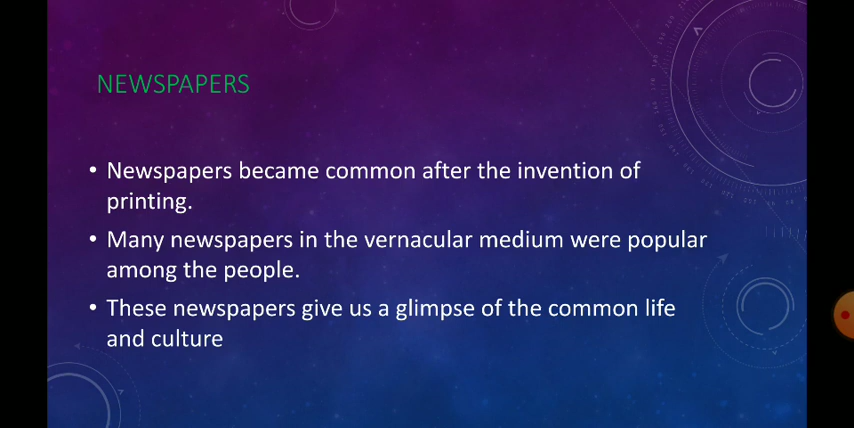 NEWSPAPERS
• Newspapers became common after the invention of
printing.
• Many newspapers in the vernacular medium were popular
among the people.
• These newspapers give us a glimpse of the common life
and culture